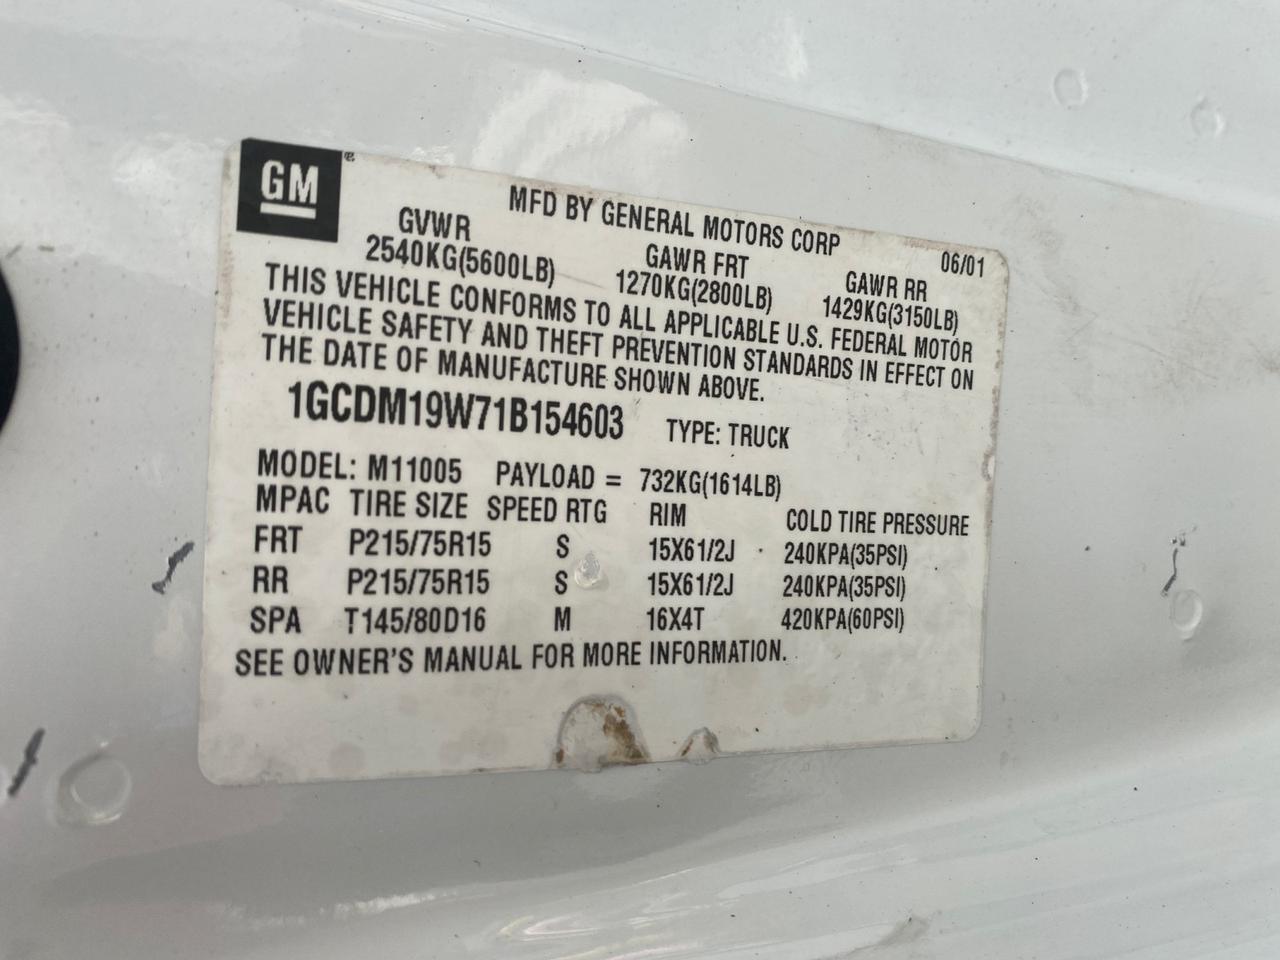 GM
MFD BY GENERAL MOTORS CORP 06/01
GVWR GAWR FRT GAWR RR
2540KG(5600LB) 1270KG(2800LB) 1429KG(3150LB)
THIS VEHICLE CONFORMS TO ALL APPLICABLE U.S. FEDERAL MOTOR
VEHICLE SAFETY AND THEFT PREVENTION STANDARDS IN EFFECT ON
THE DATE OF MANUFACTURE SHOWN ABOVE.
1GCDM19W71B154603 TYPE: TRUCK
MODEL: M11005 PAYLOAD = 732KG(1614LB)
MPAC TIRE SIZE SPEED RTG RIM COLD TIRE PRESSURE
FRT P215/75R15 S 15X61/2J 240KPA(35PSI)
RR P215/75R15 S 15X61/2J 240KPA(35PSI)
SPA T145/80D16 M 16X4T 420KPA(60PSI)
SEE OWNER'S MANUAL FOR MORE INFORMATION.